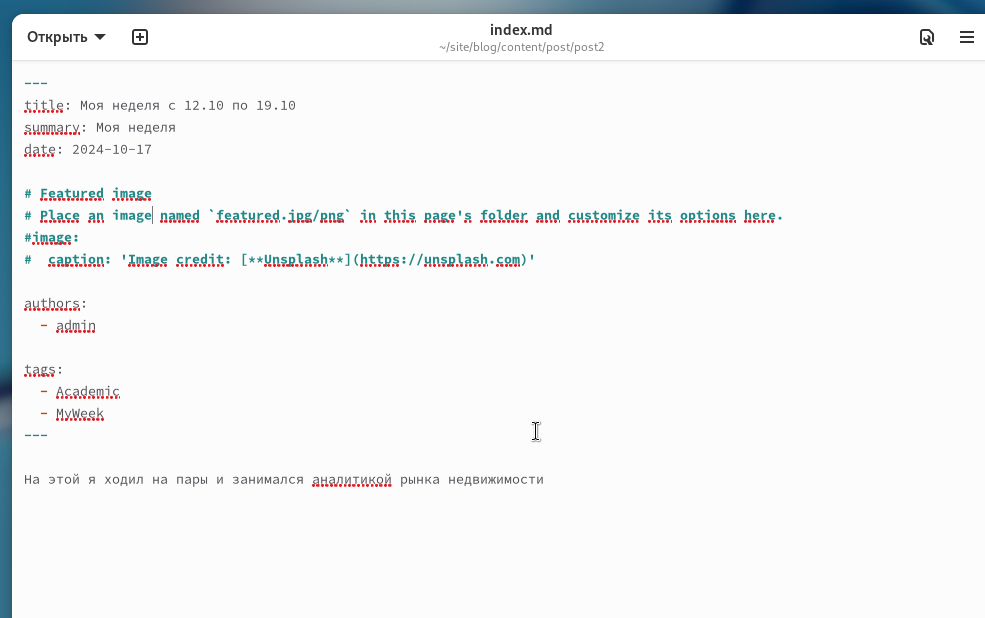 Открыть
index.md
~/site/blog/content/post/post2
---
title: Моя неделя с 12.10 по 19.10
summary: Моя неделя
date: 2024-10-17
# Featured image
# Place an image named `featured.jpg/png` in this page's folder and customize its options here.
#image:
#  caption: 'Image credit: [**Unsplash**](https://unsplash.com)'
authors:
  - admin
tags:
  - Academic
  - MyWeek
---
На этой я ходил на пары и занимался аналитикой рынка недвижимости